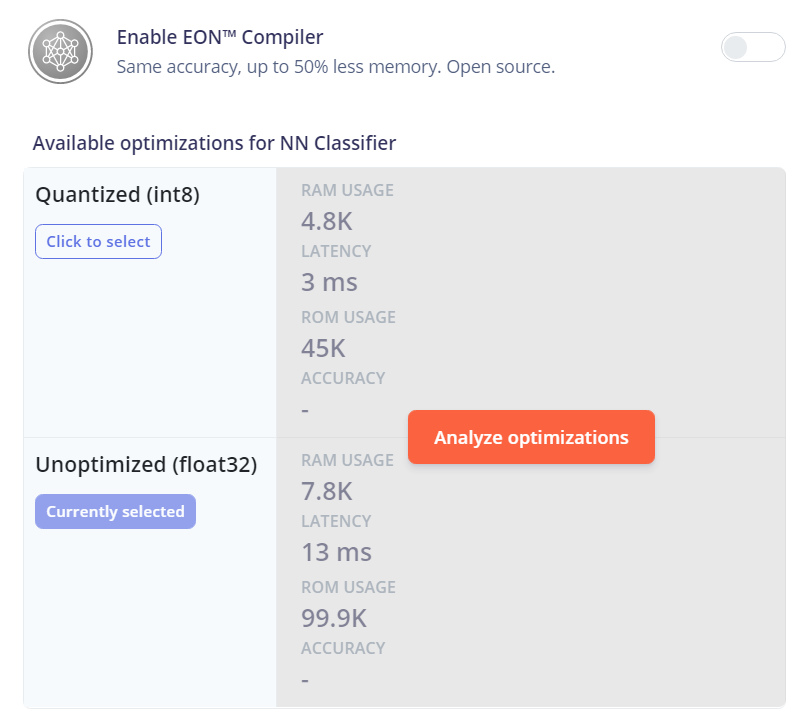 Enable EON™ Compiler
Same accuracy, up to 50% less memory. Open source.
Available optimizations for NN Classifier
Quantized (int8)
Click to select
RAM USAGE
4.8K
LATENCY
3 ms
ROM USAGE
45K
ACCURACY
-
Analyze optimizations
Unoptimized (float32)
Currently selected
RAM USAGE
7.8K
LATENCY
13 ms
ROM USAGE
99.9K
ACCURACY
-